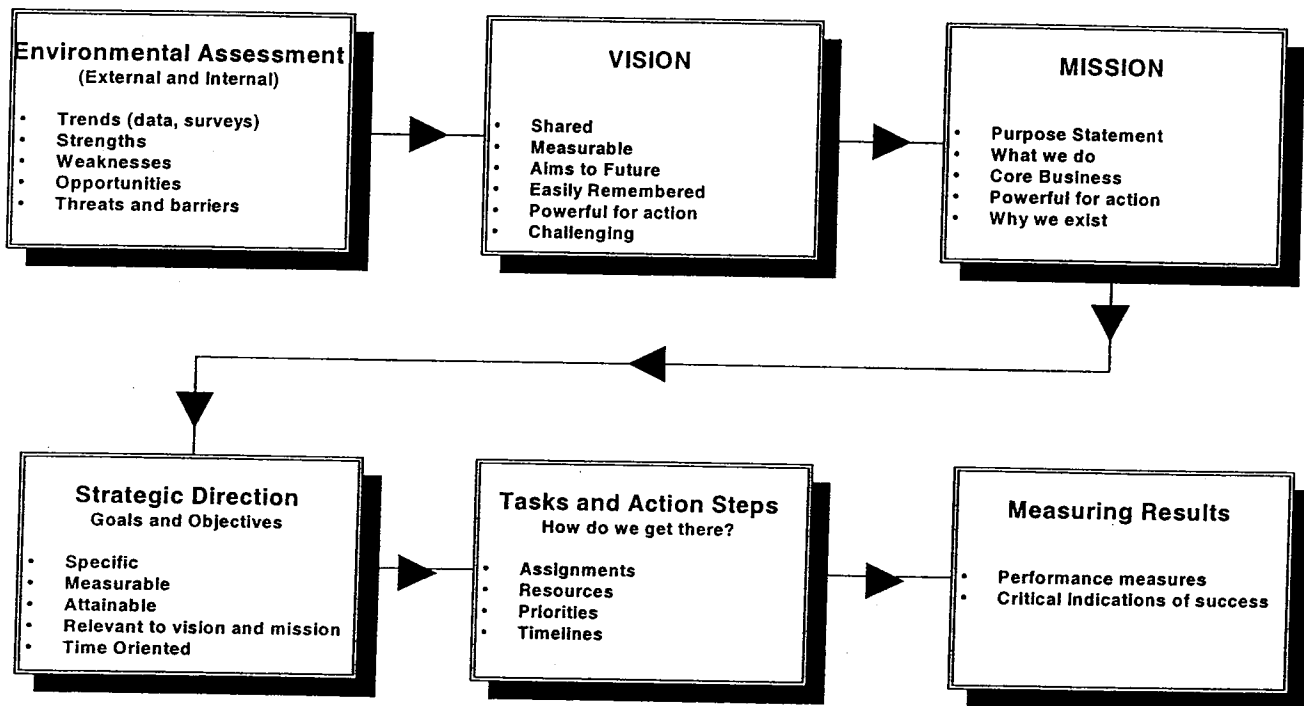 Environmental Assessment
(External and Internal)
• Trends (data, surveys)
• Strengths
• Weaknesses
• Opportunities
• Threats and barriers
VISION
• Shared
• Measurable
• Aims to Future
• Easily Remembered
• Powerful for action
• Challenging
MISSION
• Purpose Statement
• What we do
• Core Business
• Powerful for action
• Why we exist
Strategic Direction
Goals and Objectives
• Specific
• Measurable
• Attainable
• Relevant to vision and mission
• Time Oriented
Tasks and Action Steps
How do we get there?
• Assignments
• Resources
• Priorities
• Timelines
Measuring Results
• Performance measures
• Critical indications of success